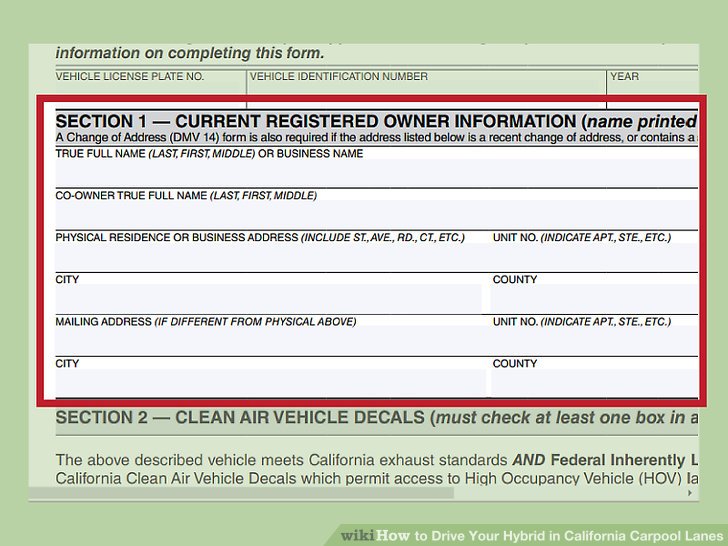 information on completing this form.
VEHICLE LICENSE PLATE NO. VEHICLE IDENTIFICATION NUMBER YEAR
SECTION 1 — CURRENT REGISTERED OWNER INFORMATION (name printed
A Change of Address (DMV 14) form is also required if the address listed below is a recent change of address, or contains a
TRUE FULL NAME (LAST, FIRST, MIDDLE) OR BUSINESS NAME
CO-OWNER TRUE FULL NAME (LAST, FIRST, MIDDLE)
PHYSICAL RESIDENCE OR BUSINESS ADDRESS (INCLUDE ST., AVE., RD., CT., ETC.) UNIT NO. (INDICATE APT., STE., ETC.)
CITY COUNTY
MAILING ADDRESS (IF DIFFERENT FROM PHYSICAL ABOVE) UNIT NO. (INDICATE APT., STE., ETC.)
CITY COUNTY
SECTION 2 — CLEAN AIR VEHICLE DECALS (must check at least one box in a
The above described vehicle meets California exhaust standards AND Federal Inherently L
California Clean Air Vehicle Decals which permit access to High Occupancy Vehicle (HOV) la
wikiHow to Drive Your Hybrid in California Carpool Lanes